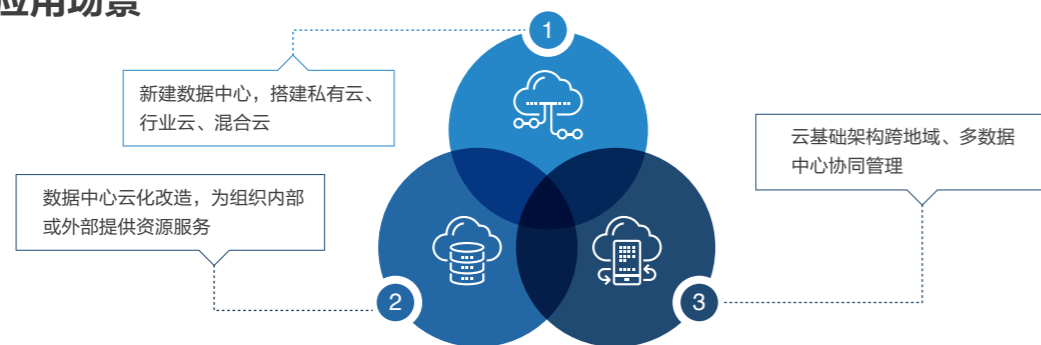 应用场景
1
新建数据中心，搭建私有云、
行业云、混合云
云基础架构跨地域、多数据
中心协同管理
数据中心云化改造，为组织内部
或外部提供资源服务
2
3